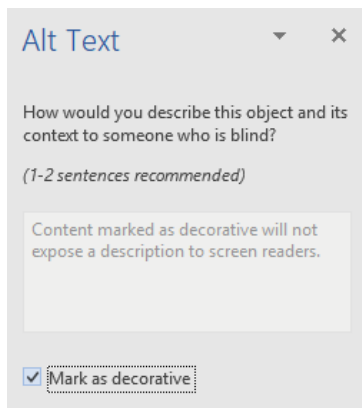 Alt Text
How would you describe this object and its
context to someone who is blind?
(1-2 sentences recommended)
Content marked as decorative will not
expose a description to screen readers.
Mark as decorative